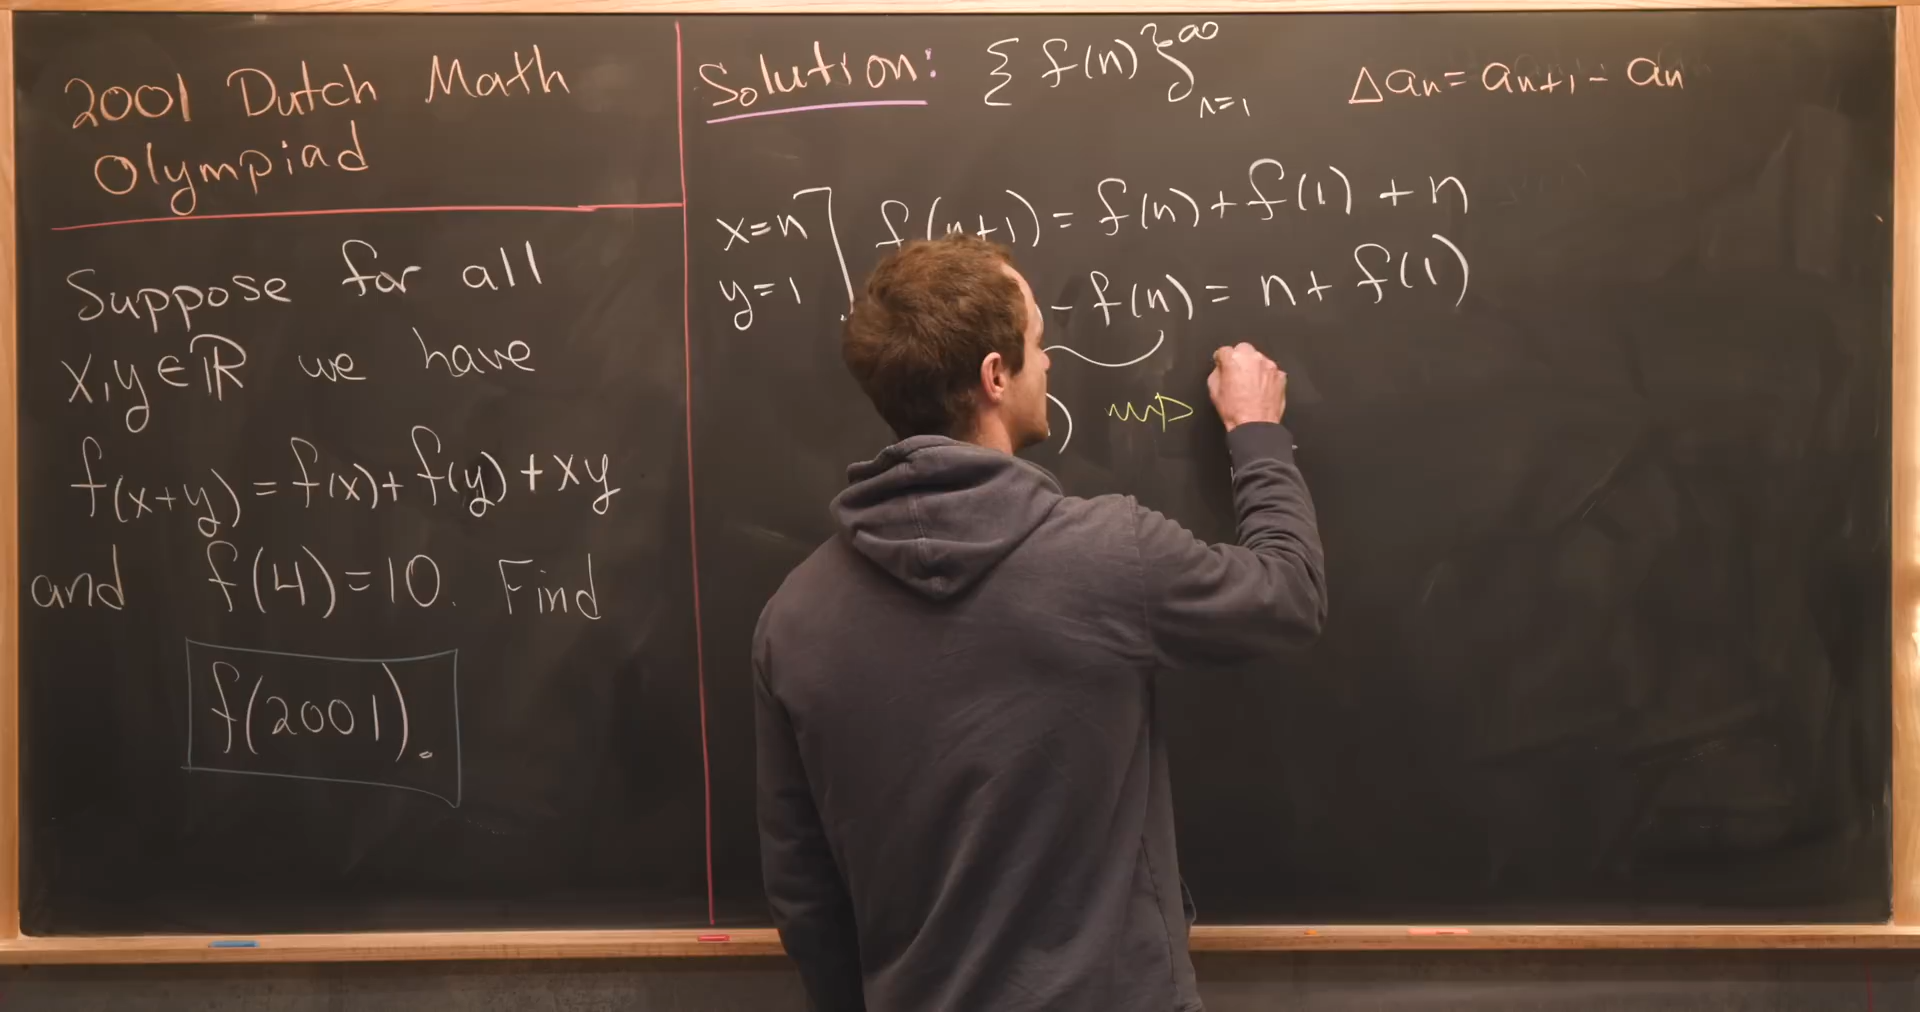 2001 Dutch Math
Olympiad
Suppose for all
x,y∈ℝ we have
f(x+y)=f(x)+f(y)+xy
and f(4)=10. Find
f(2001).
Solution: {f(n)}∞n=1
Δan=an+1-an
x=n
y=1
f(n+1)=f(n)+f(1)+n
-f(n)=n+f(1)
)